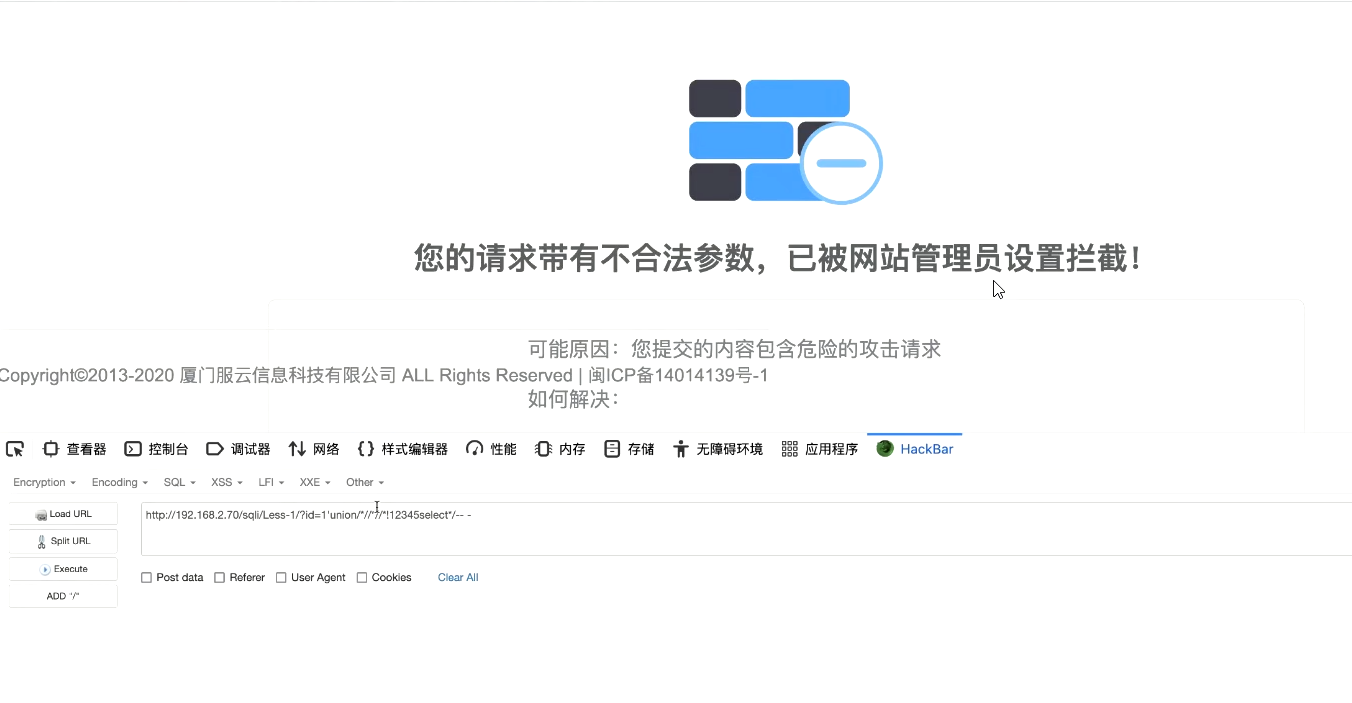 您的请求带有不合法参数，已被网站管理员设置拦截！
可能原因：您提交的内容包含危险的攻击请求
Copyright©2013-2020 厦门服云信息科技有限公司 ALL Rights Reserved | 闽ICP备14014139号-1
如何解决：
查看器 控制台 调试器 网络 样式编辑器 性能 内存 存储 无障碍环境 应用程序 HackBar
Encryption Encoding SQL XSS LFI XXE Other
Load URL
http://192.168.2.70/sqli/Less-1/?id=1'union/*//*/*!12345select*/-- -
Split URL
Execute
Post data Referer User Agent Cookies Clear All
ADD "/"